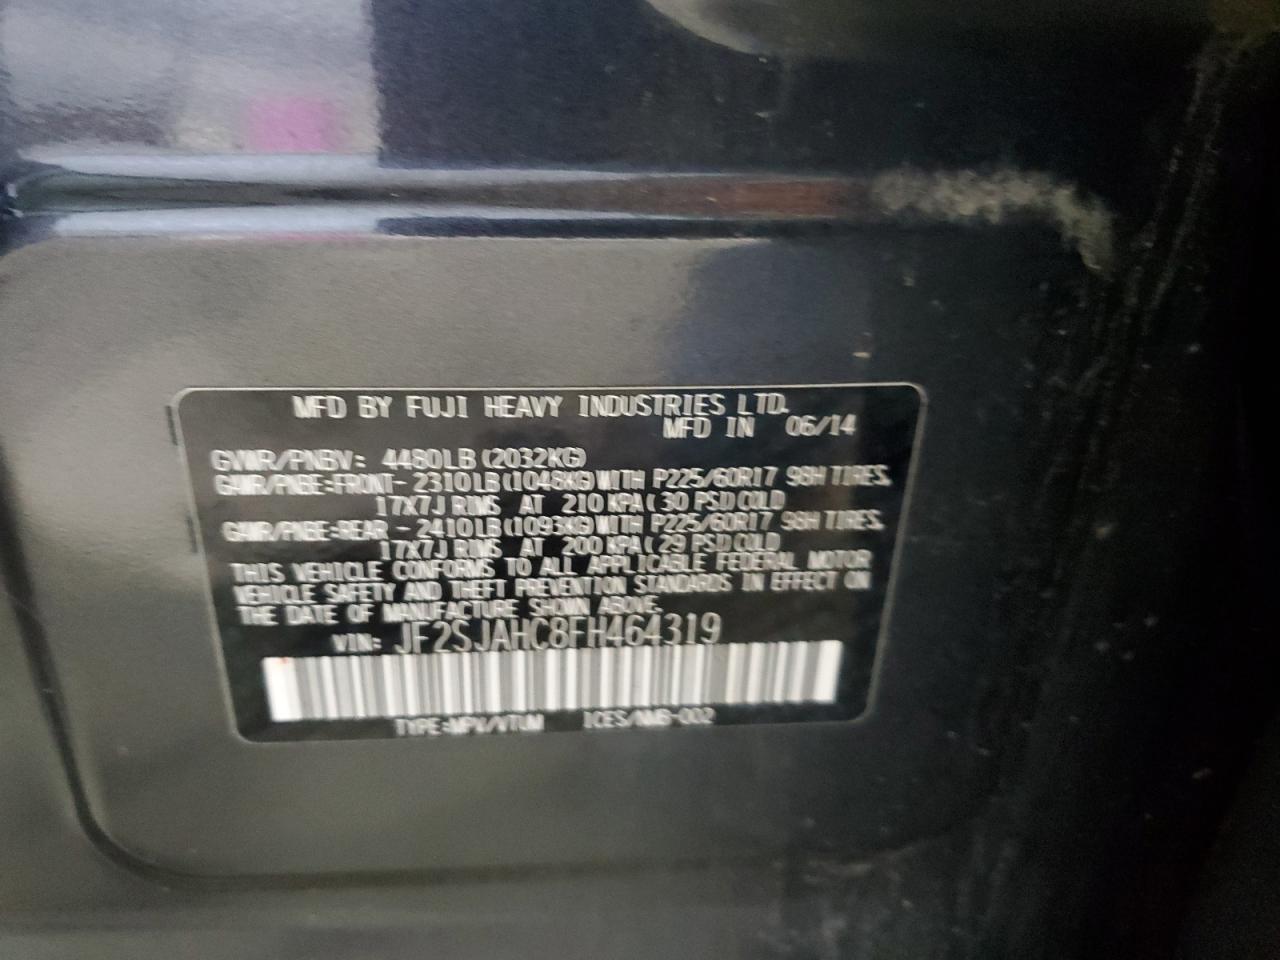 MFD BY FUJI HEAVY INDUSTRIES LTD.
MFD IN 06/14
GVWR/PNBV: 4480LB (2032KG)
GAWR/PNBE:FRONT- 2310LB(1048KG)WITH P225/60R17 98H TIRES.
17X7J RIMS AT 210 KPA( 30 PSI)COLD
GAWR/PNBE:REAR - 2410LB(1093KG)WITH P225/60R17 98H TIRES.
17X7J RIMS AT 200 KPA( 29 PSI)COLD
THIS VEHICLE CONFORMS TO ALL APPLICABLE FEDERAL MOTOR
VEHICLE SAFETY AND THEFT PREVENTION STANDARDS IN EFFECT ON
THE DATE OF MANUFACTURE SHOWN ABOVE.
VIN: JF2SJAHC8FH464319
TYPE:MPV/VTUM ICES/NMB-002